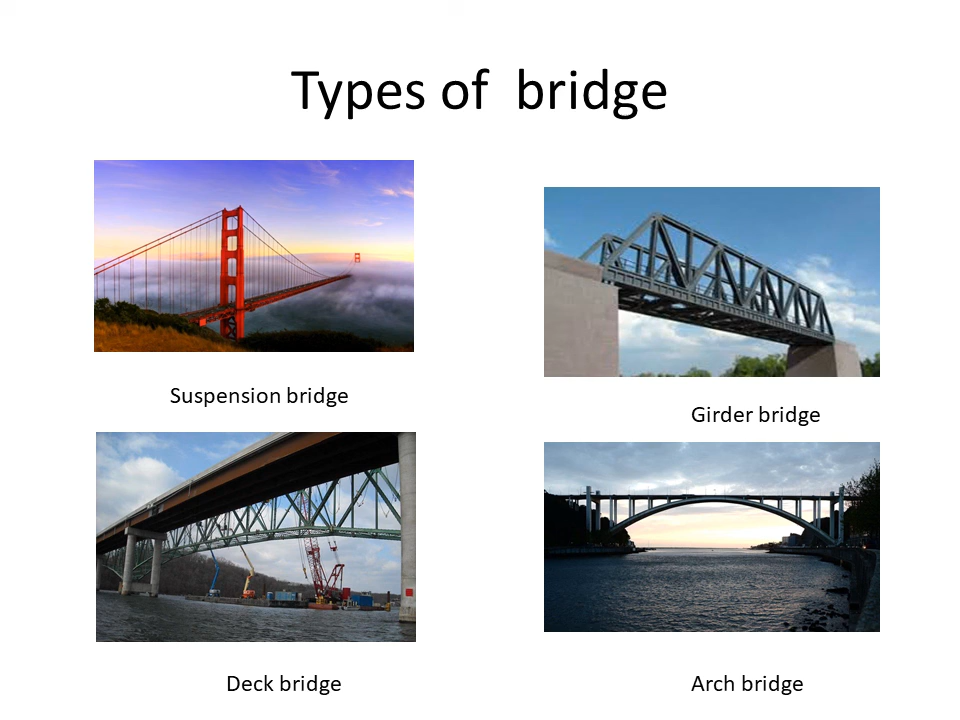 Types of  bridge
Suspension bridge
Girder bridge
Deck bridge
Arch bridge